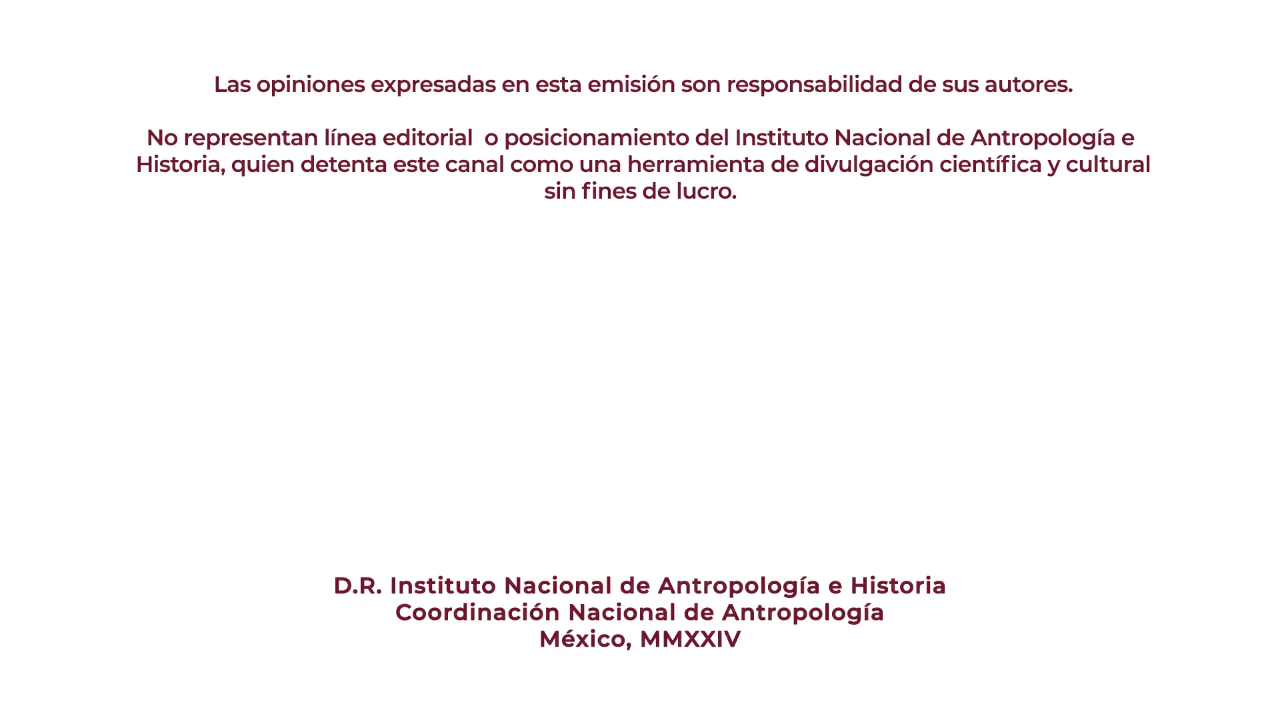 Las opiniones expresadas en esta emisión son responsabilidad de sus autores.
No representan línea editorial  o posicionamiento del Instituto Nacional de Antropología e
Historia, quien detenta este canal como una herramienta de divulgación científica y cultural
sin fines de lucro.
D.R. Instituto Nacional de Antropología e Historia
Coordinación Nacional de Antropología
México, MMXXIV